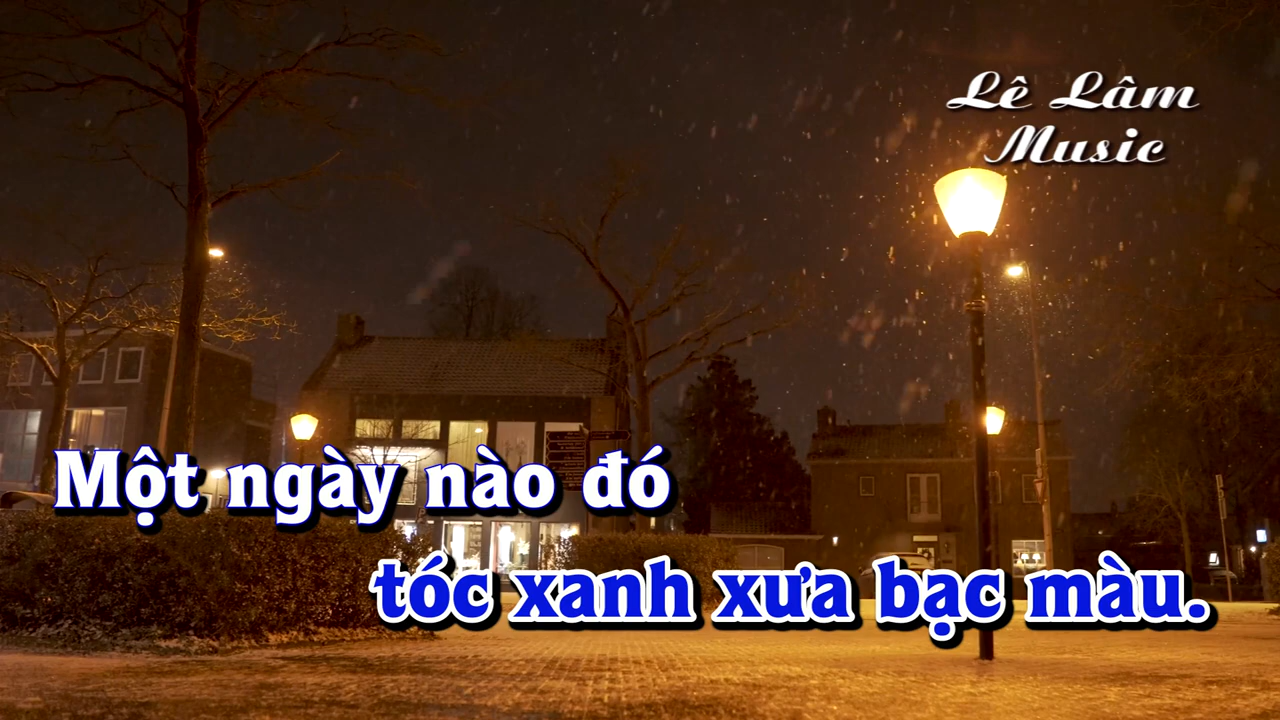 Lê Lâm
Music
Một ngày nào đó
tóc xanh xưa bạc màu.